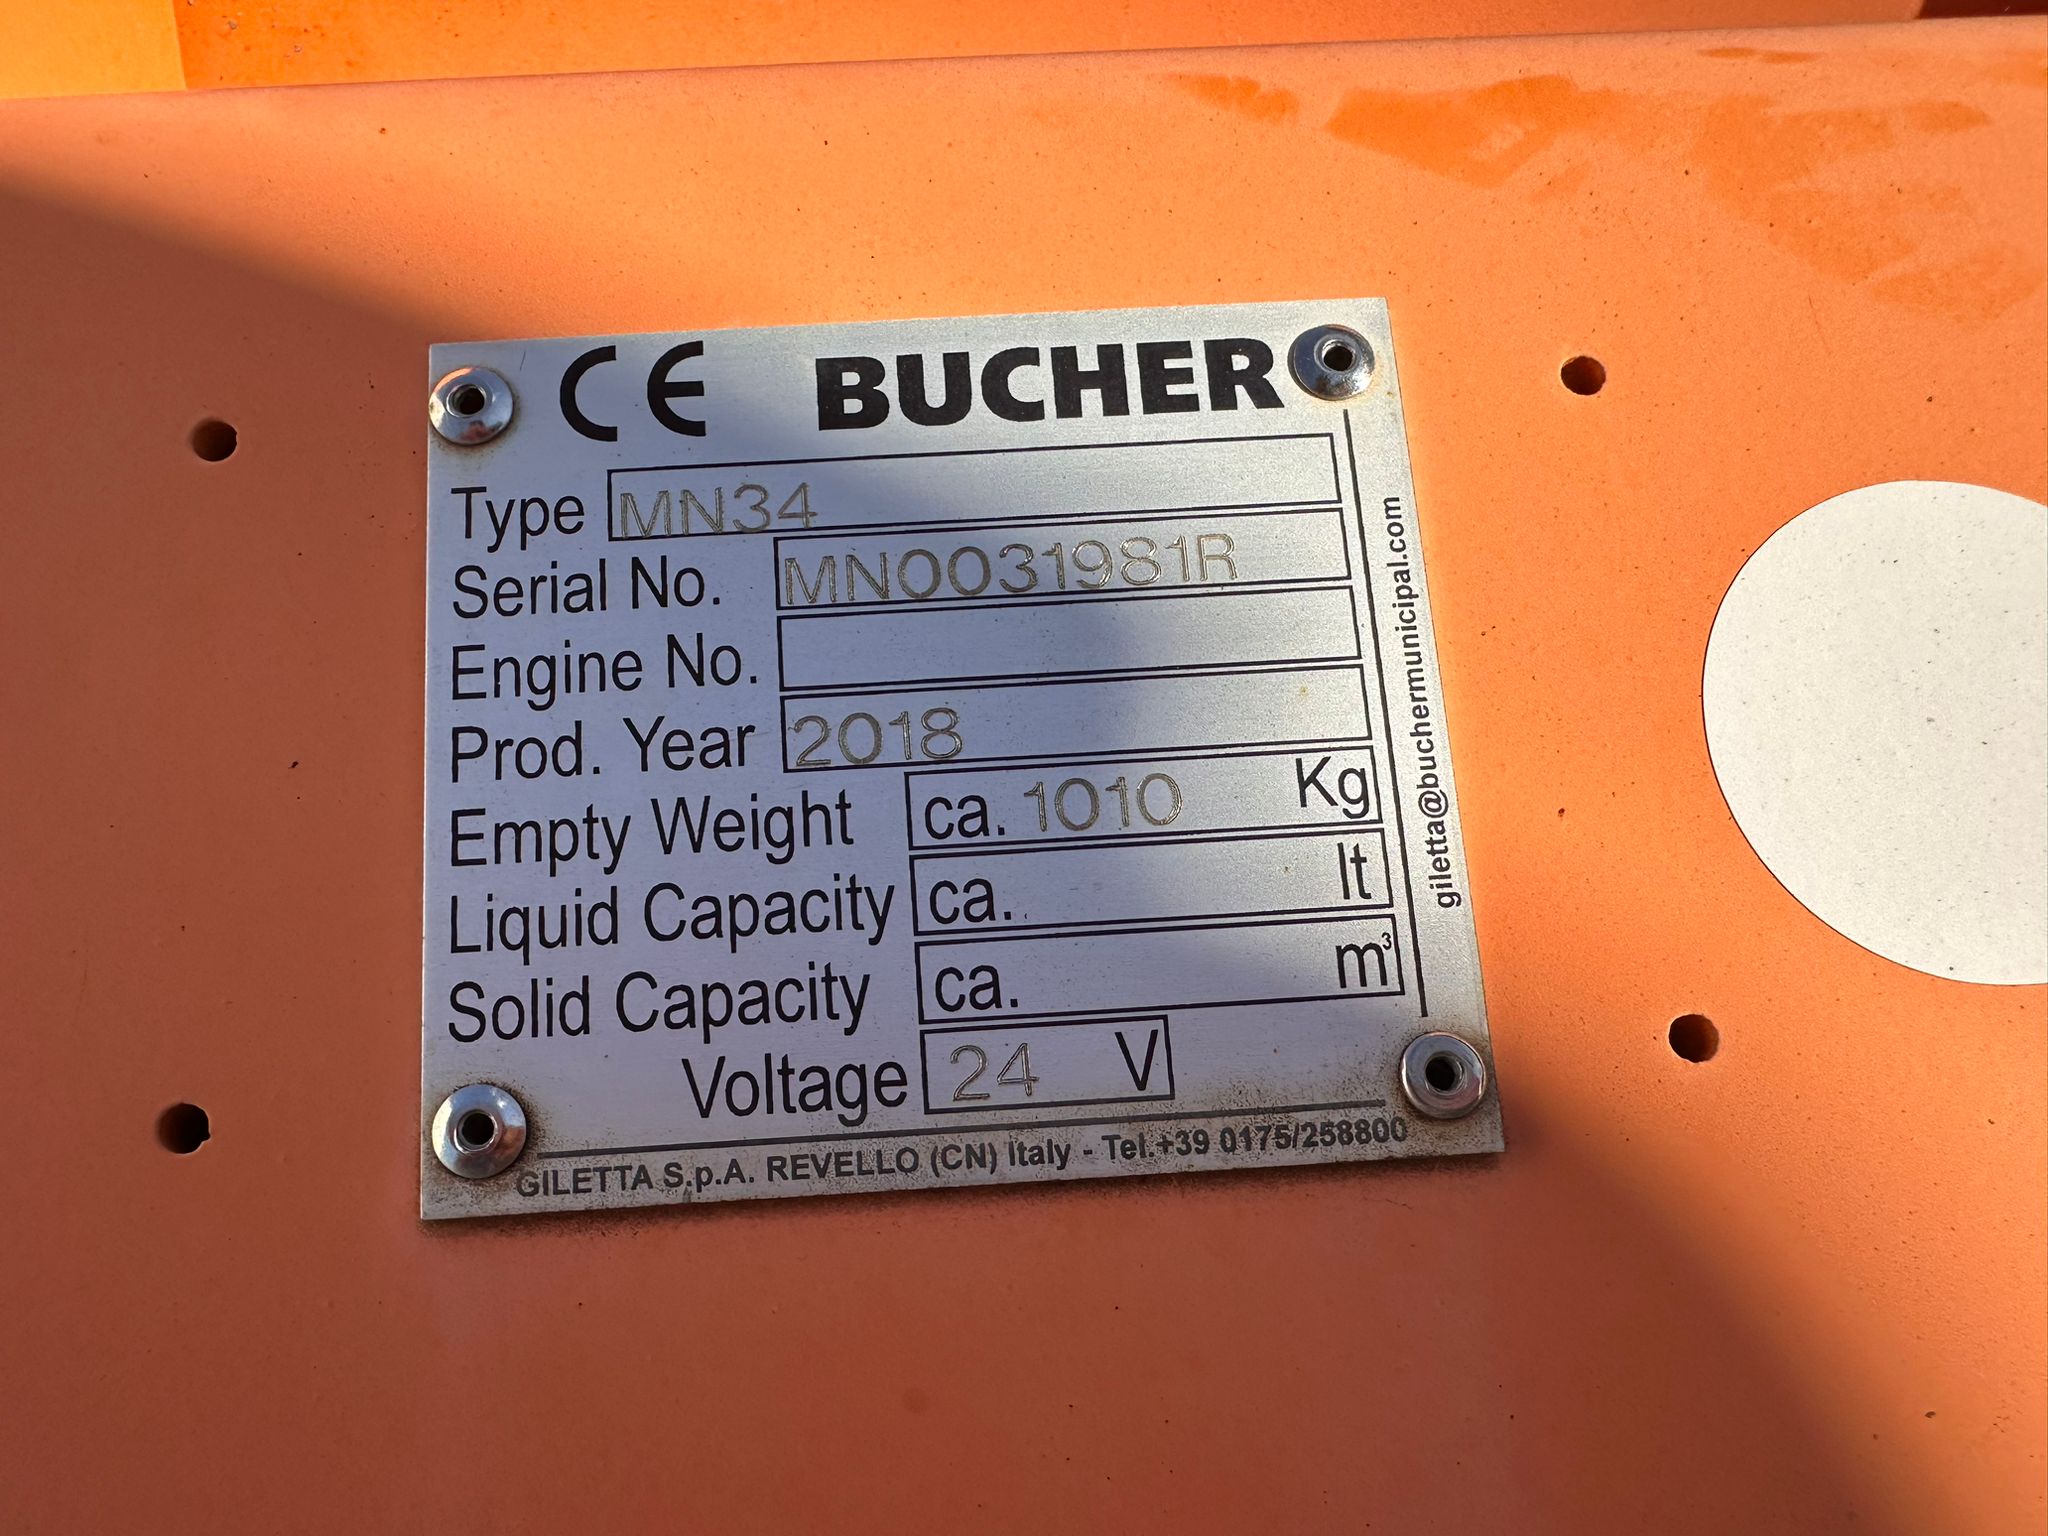 CE BUCHER
Type MN34
Serial No. MN0031981R
Engine No.
Prod. Year 2018
Empty Weight ca. 1010 Kg
Liquid Capacity ca. lt
Solid Capacity ca. m³
Voltage 24 V
GILETTA S.p.A. REVELLO (CN) Italy - Tel.+39 0175/258800
giletta@buchermunicipal.com